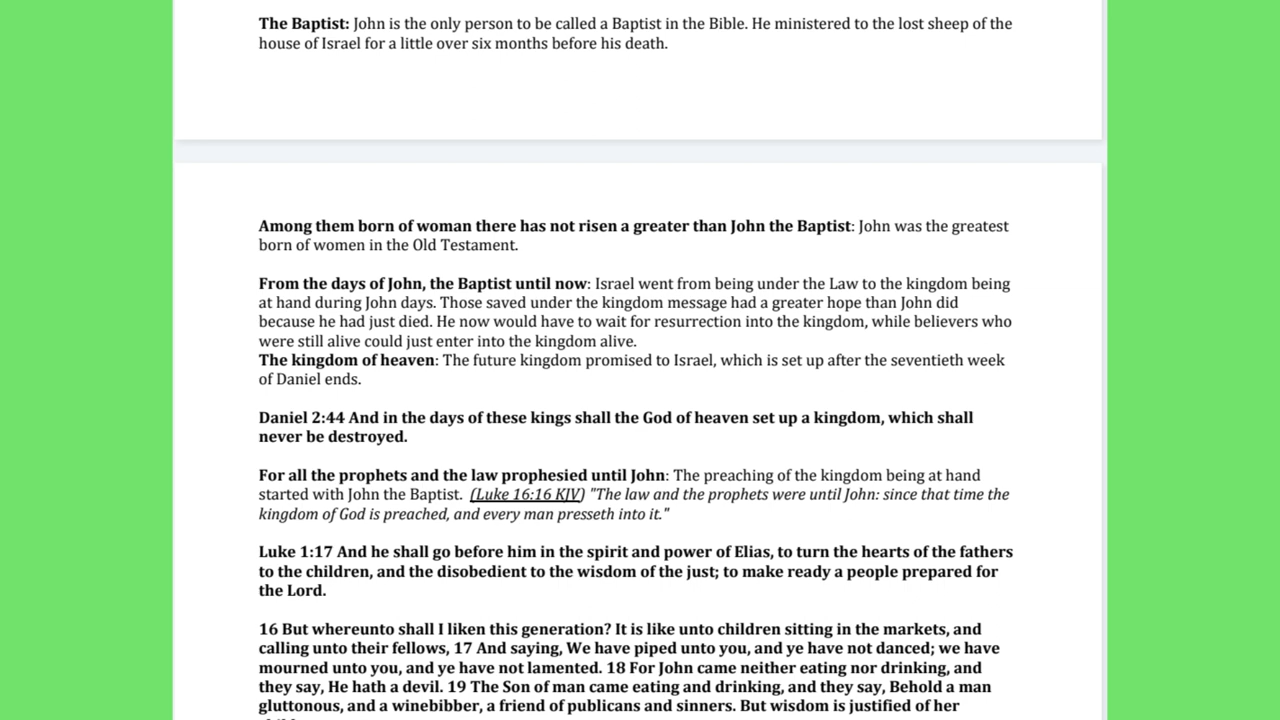 The Baptist: John is the only person to be called a Baptist in the Bible. He ministered to the lost sheep of the
house of Israel for a little over six months before his death.
Among them born of woman there has not risen a greater than John the Baptist: John was the greatest
born of women in the Old Testament.
From the days of John, the Baptist until now: Israel went from being under the Law to the kingdom being
at hand during John days. Those saved under the kingdom message had a greater hope than John did
because he had just died. He now would have to wait for resurrection into the kingdom, while believers who
were still alive could just enter into the kingdom alive.
The kingdom of heaven: The future kingdom promised to Israel, which is set up after the seventieth week
of Daniel ends.
Daniel 2:44 And in the days of these kings shall the God of heaven set up a kingdom, which shall
never be destroyed.
For all the prophets and the law prophesied until John: The preaching of the kingdom being at hand
started with John the Baptist. (Luke 16:16 KJV) "The law and the prophets were until John: since that time the
kingdom of God is preached, and every man presseth into it."
Luke 1:17 And he shall go before him in the spirit and power of Elias, to turn the hearts of the fathers
to the children, and the disobedient to the wisdom of the just; to make ready a people prepared for
the Lord.
16 But whereunto shall I liken this generation? It is like unto children sitting in the markets, and
calling unto their fellows, 17 And saying, We have piped unto you, and ye have not danced; we have
mourned unto you, and ye have not lamented. 18 For John came neither eating nor drinking, and
they say, He hath a devil. 19 The Son of man came eating and drinking, and they say, Behold a man
gluttonous, and a winebibber, a friend of publicans and sinners. But wisdom is justified of her